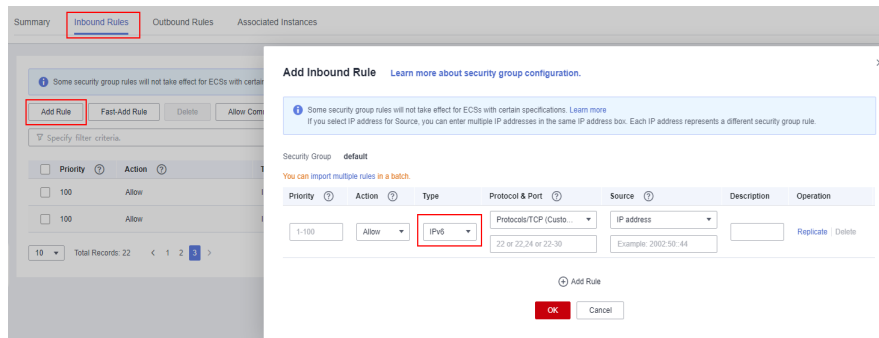 Summary Inbound Rules Outbound Rules Associated Instances
Some security group rules will not take effect for ECSs with certain
Add Rule Fast-Add Rule Delete Allow Com
Specify filter criteria.
Priority Action
100 Allow
100 Allow
10 Total Records: 22 < 1 2 3 >
Add Inbound Rule Learn more about security group configuration.
Some security group rules will not take effect for ECSs with certain specifications. Learn more
If you select IP address for Source, you can enter multiple IP addresses in the same IP address box. Each IP address represents a different security group rule.
Security Group default
You can import multiple rules in a batch.
Priority Action Type Protocol & Port Source Description Operation
1-100 Allow IPv6 Protocols/TCP (Custo... IP address Replicate | Delete
22 or 22,24 or 22-30 Example: 2002:50::44
Add Rule
OK Cancel